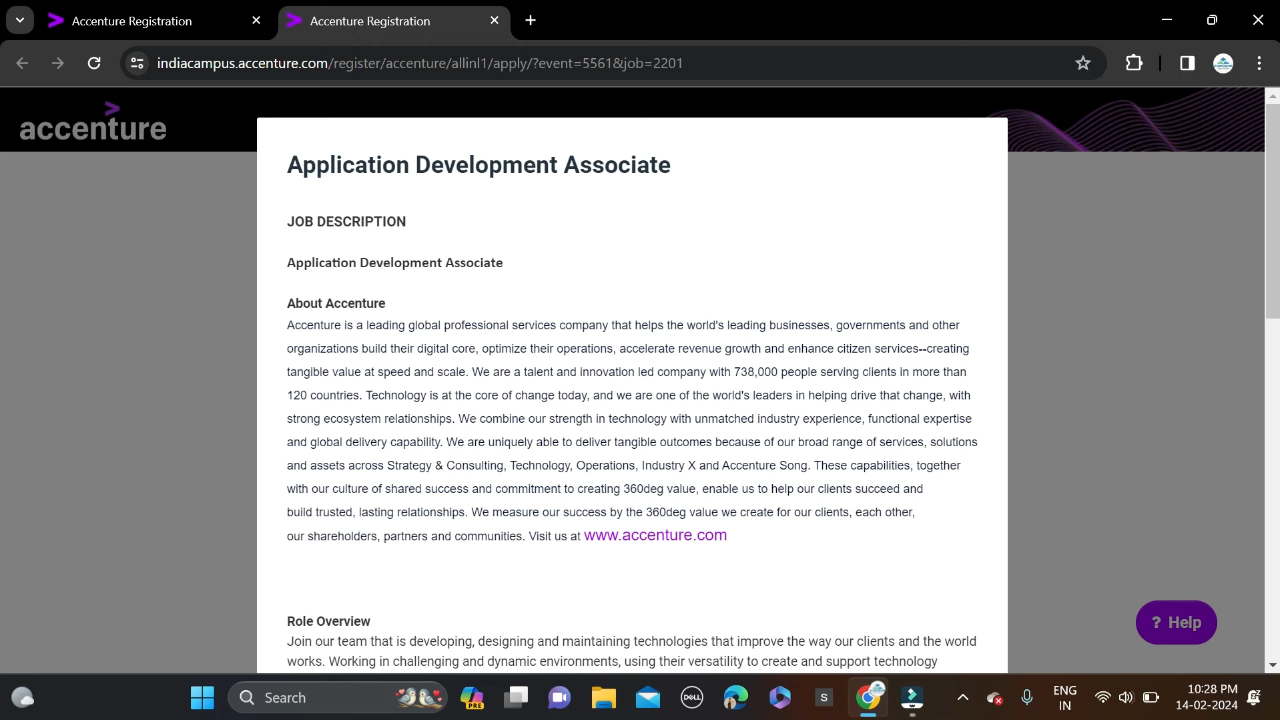 Accenture Registration
Accenture Registration
indiacampus.accenture.com/register/accenture/allinl1/apply/?event=5561&job=2201
accenture
Application Development Associate
JOB DESCRIPTION
Application Development Associate
About Accenture
Accenture is a leading global professional services company that helps the world's leading businesses, governments and other
organizations build their digital core, optimize their operations, accelerate revenue growth and enhance citizen services--creating
tangible value at speed and scale. We are a talent and innovation led company with 738,000 people serving clients in more than
120 countries. Technology is at the core of change today, and we are one of the world's leaders in helping drive that change, with
strong ecosystem relationships. We combine our strength in technology with unmatched industry experience, functional expertise
and global delivery capability. We are uniquely able to deliver tangible outcomes because of our broad range of services, solutions
and assets across Strategy & Consulting, Technology, Operations, Industry X and Accenture Song. These capabilities, together
with our culture of shared success and commitment to creating 360deg value, enable us to help our clients succeed and
build trusted, lasting relationships. We measure our success by the 360deg value we create for our clients, each other,
our shareholders, partners and communities. Visit us at www.accenture.com
Role Overview
Join our team that is developing, designing and maintaining technologies that improve the way our clients and the world
works. Working in challenging and dynamic environments, using their versatility to create and support technology
? Help
Search
PRE
DELL
S
ENG
IN
10:28 PM
14-02-2024